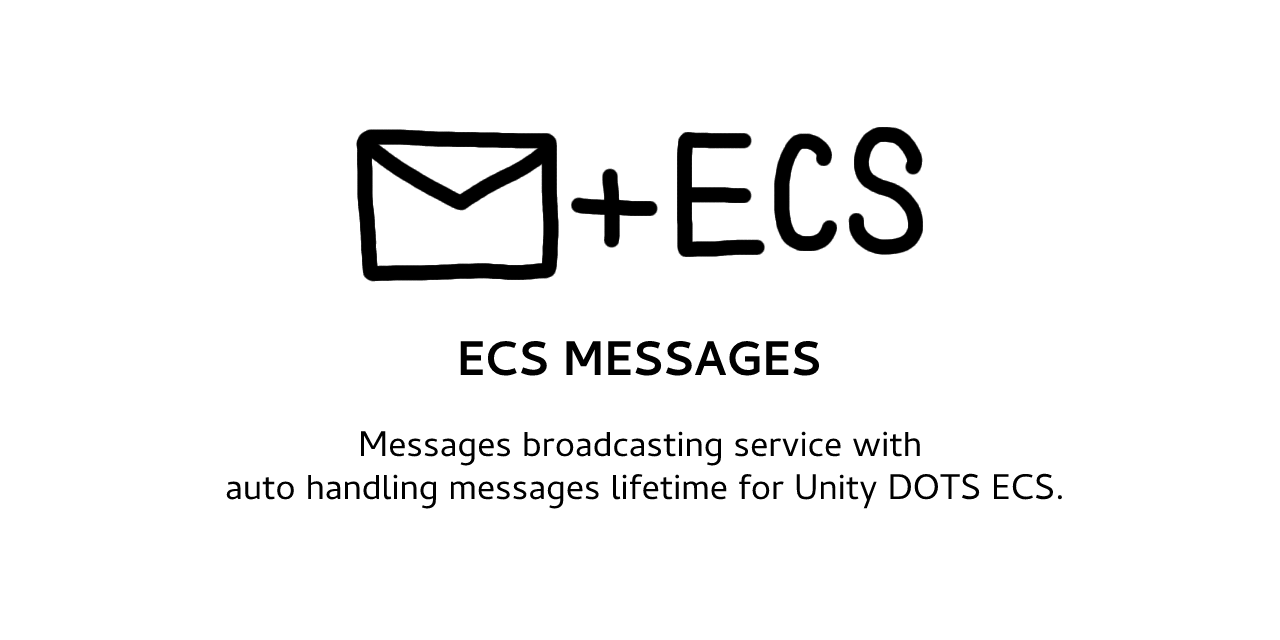 +ECS
ECS MESSAGES
Messages broadcasting service with
auto handling messages lifetime for Unity DOTS ECS.